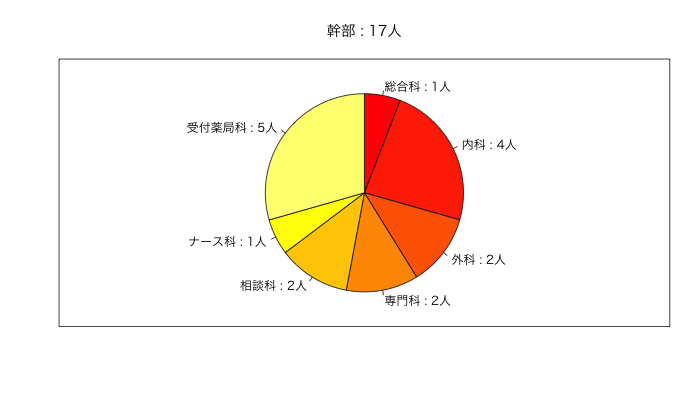 幹部 : 17人
総合科 : 1人
内科 : 4人
外科 : 2人
専門科 : 2人
相談科 : 2人
ナース科 : 1人
受付薬局科 : 5人